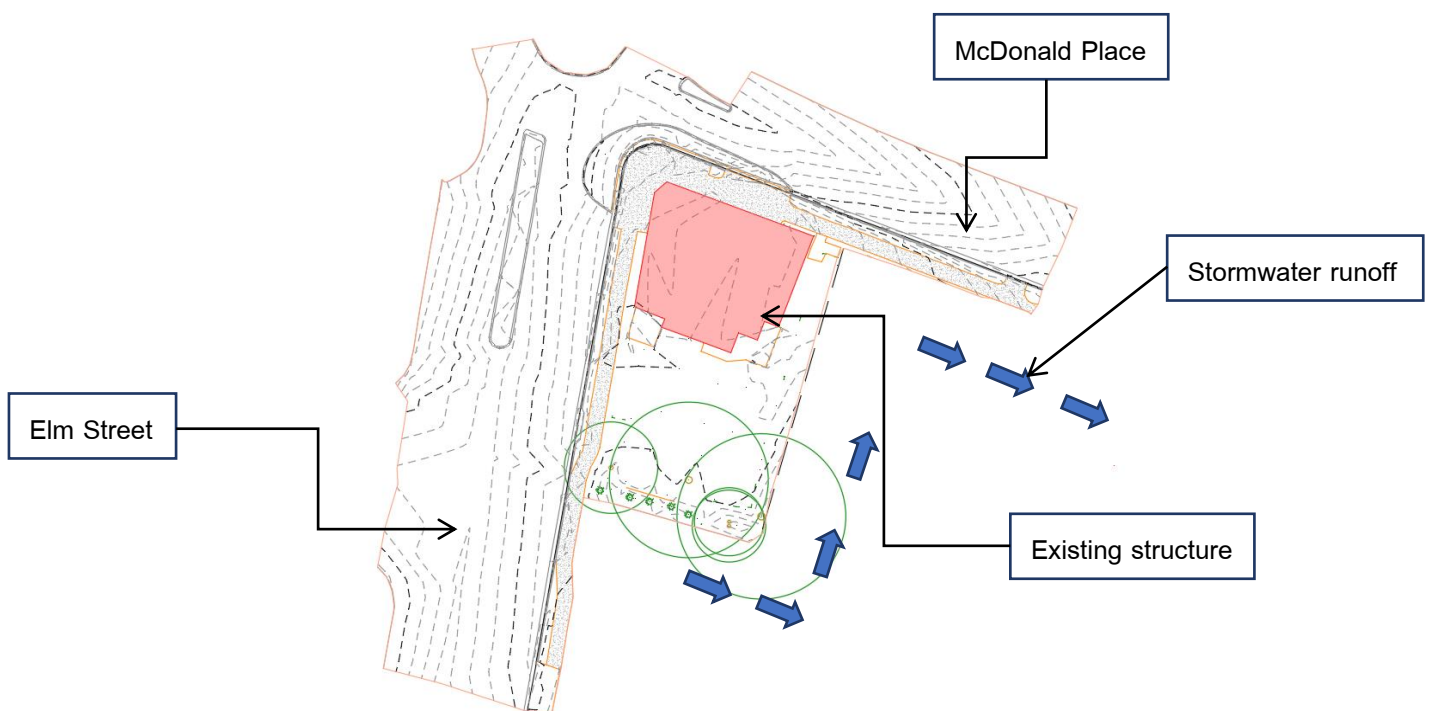 McDonald Place
Stormwater runoff
Elm Street
Existing structure